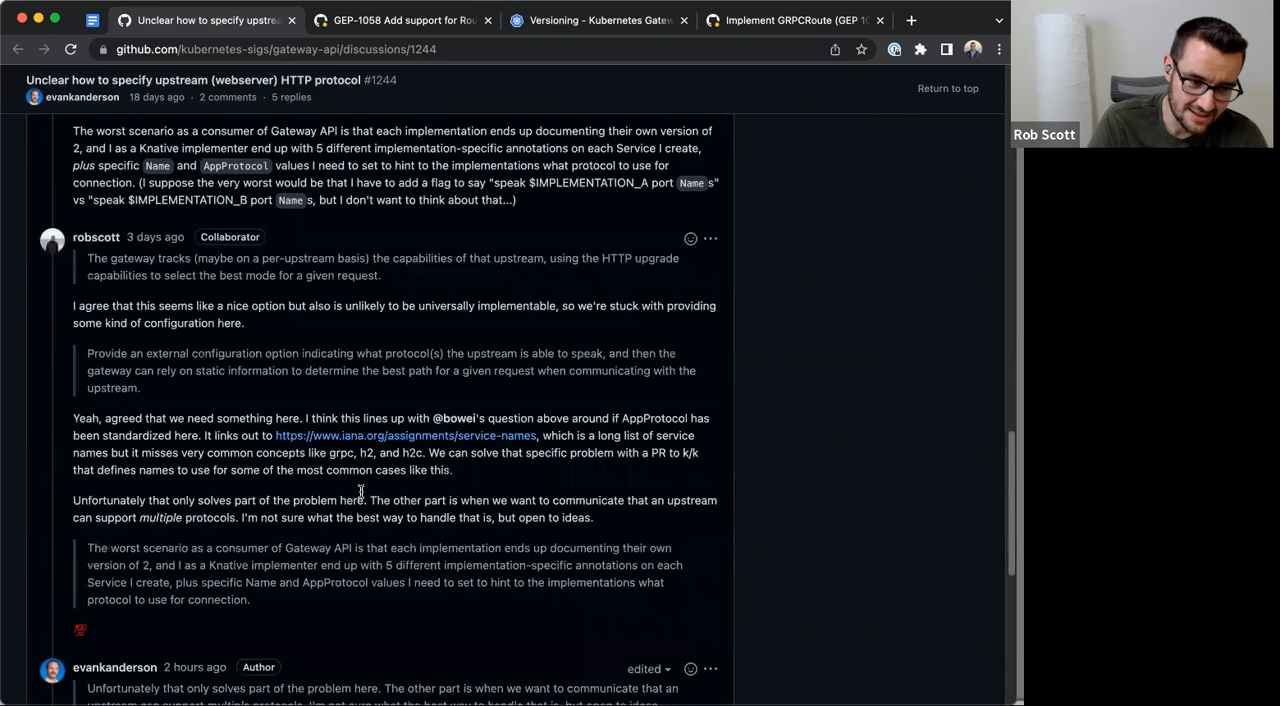 Unclear how to specify upstrea
GEP-1058 Add support for Rou
Versioning - Kubernetes Gatew
Implement GRPCRoute (GEP 10
github.com/kubernetes-sigs/gateway-api/discussions/1244
Unclear how to specify upstream (webserver) HTTP protocol #1244
evankanderson 18 days ago · 2 comments · 5 replies
Return to top
The worst scenario as a consumer of Gateway API is that each implementation ends up documenting their own version of
2, and I as a Knative implementer end up with 5 different implementation-specific annotations on each Service I create,
plus specific Name and AppProtocol values I need to set to hint to the implementations what protocol to use for
connection. (I suppose the very worst would be that I have to add a flag to say "speak $IMPLEMENTATION_A port Name s"
vs "speak $IMPLEMENTATION_B port Name s, but I don't want to think about that...)
robscott 3 days ago Collaborator
The gateway tracks (maybe on a per-upstream basis) the capabilities of that upstream, using the HTTP upgrade
capabilities to select the best mode for a given request.
I agree that this seems like a nice option but also is unlikely to be universally implementable, so we're stuck with providing
some kind of configuration here.
Provide an external configuration option indicating what protocol(s) the upstream is able to speak, and then the
gateway can rely on static information to determine the best path for a given request when communicating with the
upstream.
Yeah, agreed that we need something here. I think this lines up with @bowei's question above around if AppProtocol has
been standardized here. It links out to https://www.iana.org/assignments/service-names, which is a long list of service
names but it misses very common concepts like grpc, h2, and h2c. We can solve that specific problem with a PR to k/k
that defines names to use for some of the most common cases like this.
Unfortunately that only solves part of the problem here. The other part is when we want to communicate that an upstream
can support multiple protocols. I'm not sure what the best way to handle that is, but open to ideas.
The worst scenario as a consumer of Gateway API is that each implementation ends up documenting their own
version of 2, and I as a Knative implementer end up with 5 different implementation-specific annotations on each
Service I create, plus specific Name and AppProtocol values I need to set to hint to the implementations what
protocol to use for connection.
💯
evankanderson 2 hours ago Author
edited
Unfortunately that only solves part of the problem here. The other part is when we want to communicate that an
upstream can support multiple protocols. I'm not sure what the best way to handle that is, but open to ideas.
Rob Scott